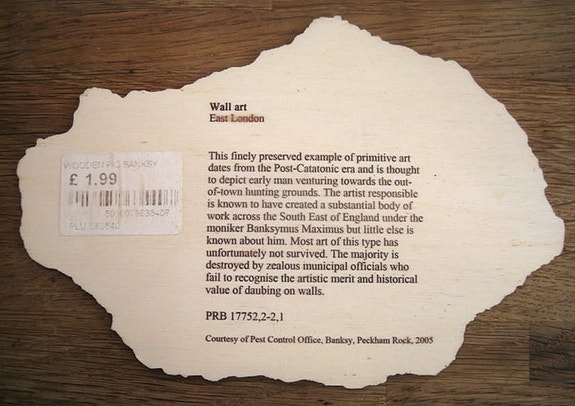 Wall art
East London
This finely preserved example of primitive art
dates from the Post-Catatonic era and is thought
to depict early man venturing towards the out-
of-town hunting grounds. The artist responsible
is known to have created a substantial body of
work across the South East of England under the
moniker Banksymus Maximus but little else is
known about him. Most art of this type has
unfortunately not survived. The majority is
destroyed by zealous municipal officials who
fail to recognise the artistic merit and historical
value of daubing on walls.
PRB 17752,2-2,1
Courtesy of Pest Control Office, Banksy, Peckham Rock, 2005
WOODEN BANKSY
£ 1.99
PLU